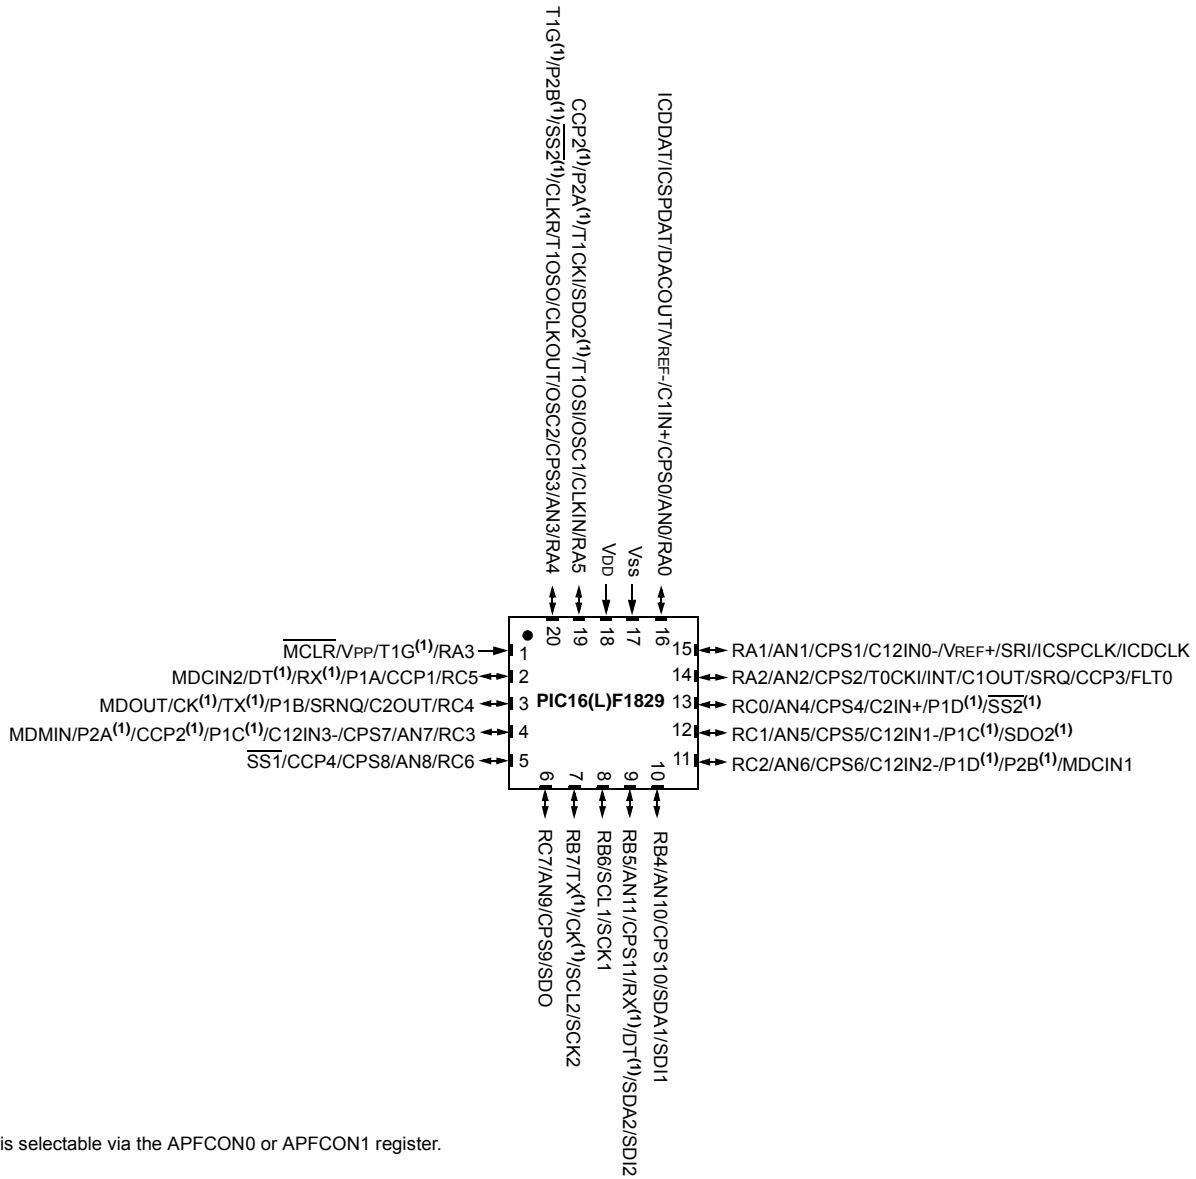 T1G(1)/P2B(1)/SS2(1)/CLKR/T1OSO/CLKOUT/OSC2/CPS3/AN3/RA4
CCP2(1)/P2A(1)/T1CKI/SDO2(1)/T1OSI/OSC1/CLKIN/RA5
VDD
Vss
ICDDAT/ICSPDAT/DACOUT/VREF-/C1IN+/CPS0/AN0/RA0
20
19
18
17
16
MCLR/VPP/T1G(1)/RA3
1
MDCIN2/DT(1)/RX(1)/P1A/CCP1/RC5
2
MDOUT/CK(1)/TX(1)/P1B/SRNQ/C2OUT/RC4
3
MDMIN/P2A(1)/CCP2(1)/P1C(1)/C12IN3-/CPS7/AN7/RC3
4
SS1/CCP4/CPS8/AN8/RC6
5
PIC16(L)F1829
15
RA1/AN1/CPS1/C12IN0-/VREF+/SRI/ICSPCLK/ICDCLK
14
RA2/AN2/CPS2/T0CKI/INT/C1OUT/SRQ/CCP3/FLT0
13
RC0/AN4/CPS4/C2IN+/P1D(1)/SS2(1)
12
RC1/AN5/CPS5/C12IN1-/P1C(1)/SDO2(1)
11
RC2/AN6/CPS6/C12IN2-/P1D(1)/P2B(1)/MDCIN1
6
7
8
9
10
RC7/AN9/CPS9/SDO
RB7/TX(1)/CK(1)/SCL2/SCK2
RB6/SCL1/SCK1
RB5/AN11/CPS11/RX(1)/DT(1)/SDA2/SDI2
RB4/AN10/CPS10/SDA1/SDI1
is selectable via the APFCON0 or APFCON1 register.